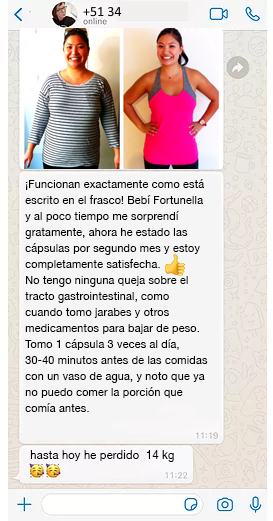 +51 34
online
¡Funcionan exactamente como está
escrito en el frasco! Bebí Fortunella
y al poco tiempo me sorprendí
gratamente, ahora he estado las
cápsulas por segundo mes y estoy
completamente satisfecha. 👍
No tengo ninguna queja sobre el
tracto gastrointestinal, como
cuando tomo jarabes y otros
medicamentos para bajar de peso.
Tomo 1 cápsula 3 veces al día,
30-40 minutos antes de las comidas
con un vaso de agua, y noto que ya
no puedo comer la porción que
comía antes.
11:19
hasta hoy he perdido 14 kg
🥳🥳
11:22